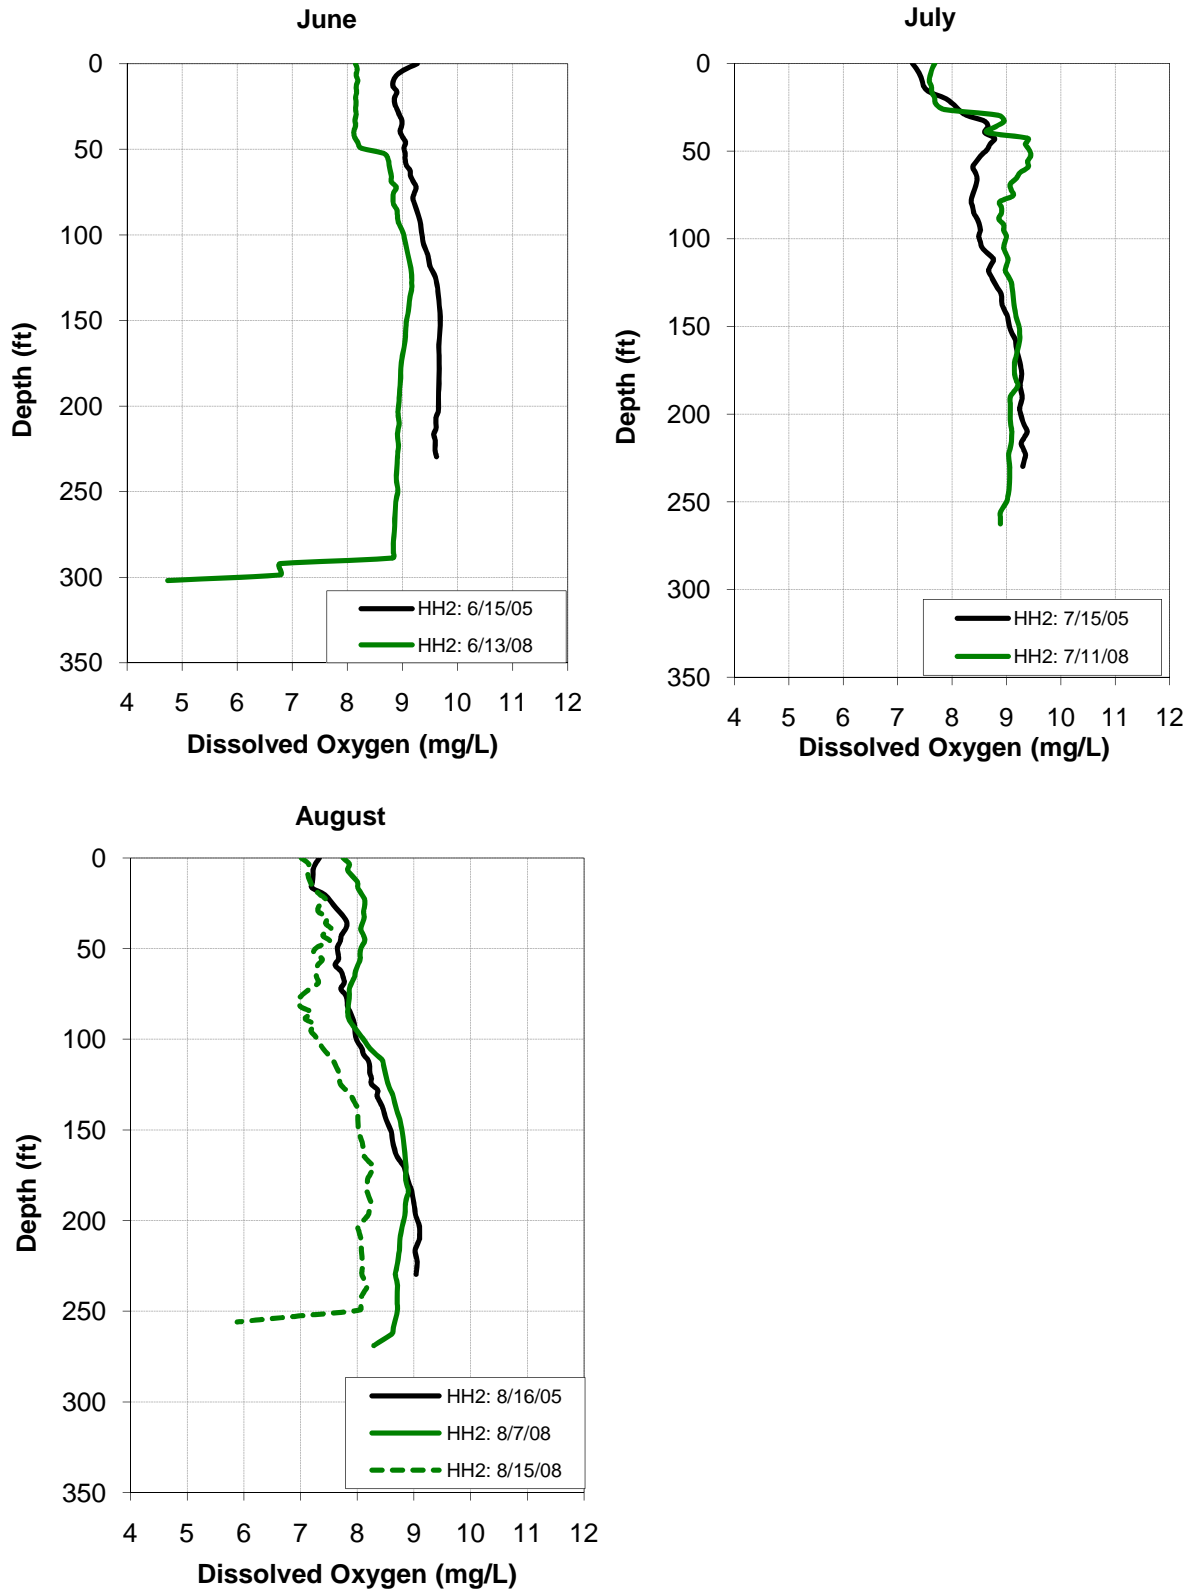 June
0
50
100
150
200
250
300
350
Depth (ft)
HH2: 6/15/05
HH2: 6/13/08
4 5 6 7 8 9 10 11 12
Dissolved Oxygen (mg/L)
July
0
50
100
150
200
250
300
350
Depth (ft)
HH2: 7/15/05
HH2: 7/11/08
4 5 6 7 8 9 10 11 12
Dissolved Oxygen (mg/L)
August
0
50
100
150
200
250
300
350
Depth (ft)
HH2: 8/16/05
HH2: 8/7/08
HH2: 8/15/08
4 5 6 7 8 9 10 11 12
Dissolved Oxygen (mg/L)